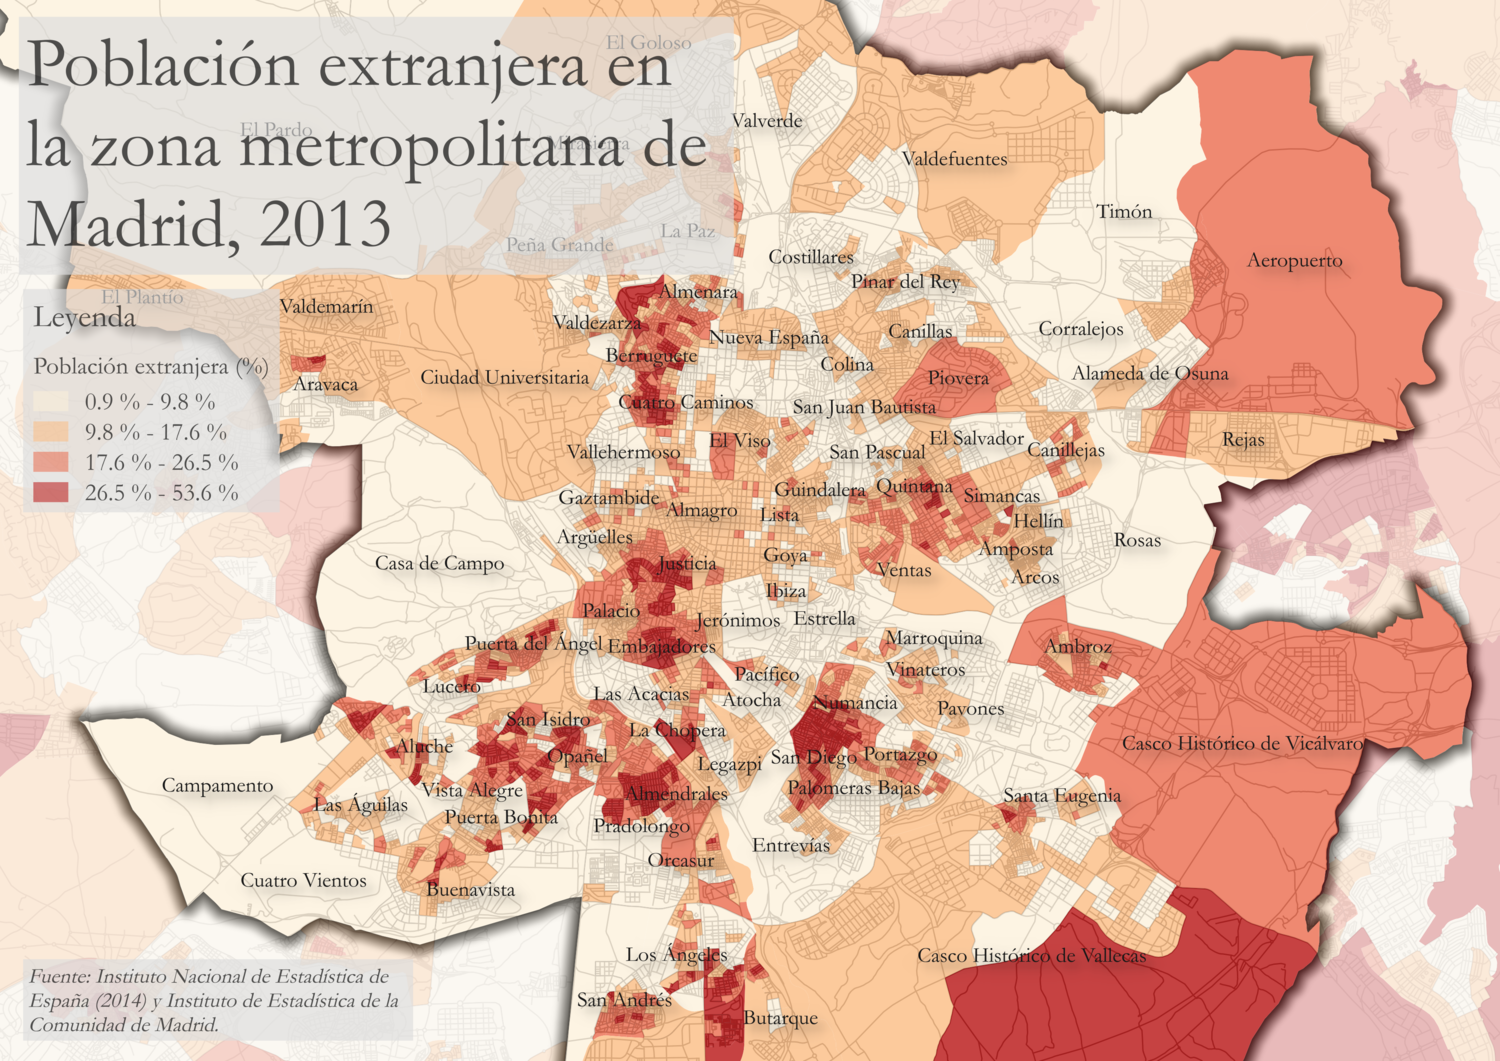 Población extranjera en
la zona metropolitana de
Madrid, 2013
El Goloso
El Pardo
Mirasierra
Peña Grande
La Paz
El Plantío
Leyenda
Población extranjera (%)
0.9 % - 9.8 %
9.8 % - 17.6 %
17.6 % - 26.5 %
26.5 % - 53.6 %
Valverde
Valdefuentes
Timón
Costillares
Aeropuerto
Pinar del Rey
Almenara
Valdemarín
Valdezarza
Nueva España
Canillas
Corralejos
Berruguete
Colina
Alameda de Osuna
Ciudad Universitaria
Piovera
Aravaca
Cuatro Caminos
San Juan Bautista
El Viso
El Salvador
Rejas
Vallehermoso
San Pascual
Canillejas
Gaztambide
Guindalera
Quintana
Simancas
Almagro
Lista
Hellín
Argüelles
Rosas
Amposta
Goya
Casa de Campo
Justicia
Ventas
Arcos
Ibiza
Palacio
Jerónimos
Estrella
Puerta del Ángel
Embajadores
Marroquina
Ambroz
Vinateros
Pacífico
Lucero
Las Acacias
Atocha
Numancia
Pavones
San Isidro
La Chopera
Aluche
Casco Histórico de Vicálvaro
Opañel
Legazpi
San Diego
Portazgo
Campamento
Vista Alegre
Almendrales
Palomeras Bajas
Santa Eugenia
Las Águilas
Puerta Bonita
Pradolongo
Entrevías
Orcasur
Cuatro Vientos
Buenavista
Los Ángeles
Casco Histórico de Vallecas
San Andrés
Butarque
Fuente: Instituto Nacional de Estadística de
España (2014) y Instituto de Estadística de la
Comunidad de Madrid.